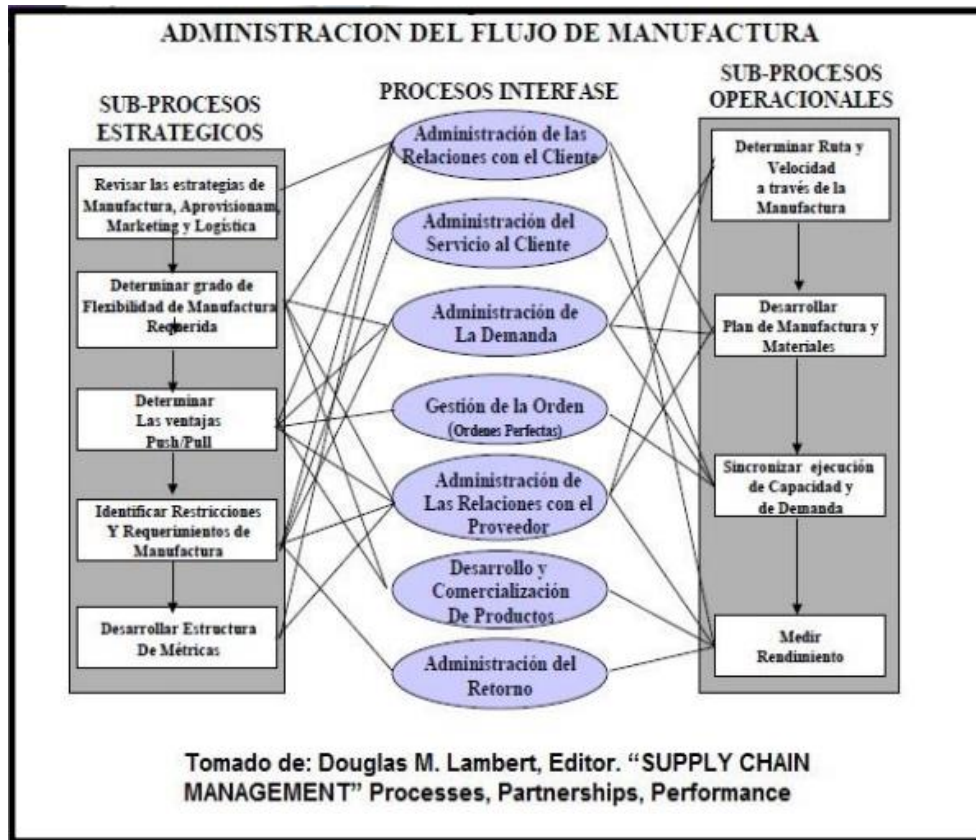 ADMINISTRACION DEL FLUJO DE MANUFACTURA
SUB-PROCESOS
ESTRATEGICOS
Revisar las estrategias de
Manufactura, Aprovisionam,
Marketing y Logística
Determinar grado de
Flexibilidad de Manufactura
Requerida
Determinar
Las ventajas
Push/Pull
Identificar Restricciones
Y Requerimientos de
Manufactura
Desarrollar Estructura
De Métricas
PROCESOS INTERFASE
Administración de las
Relaciones con el Cliente
Administración del
Servicio al Cliente
Administración de
La Demanda
Gestión de la Orden
(Ordenes Perfectas)
Administración de
Las Relaciones con el
Proveedor
Desarrollo y
Comercialización
De Productos
Administración del
Retorno
SUB-PROCESOS
OPERACIONALES
Determinar Ruta y
Velocidad
a través de la
Manufactura
Desarrollar
Plan de Manufactura y
Materiales
Sincronizar ejecución
de Capacidad y
de Demanda
Medir
Rendimiento
Tomado de: Douglas M. Lambert, Editor. “SUPPLY CHAIN
MANAGEMENT” Processes, Partnerships, Performance